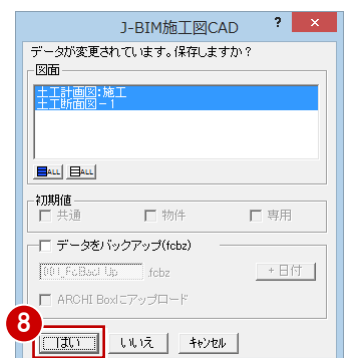 J-BIM施工図CAD ? ×
データが変更されています。保存しますか?
図面
土工計画図:施工
土工断面図-1
ALL ALL
初期値
共通 物件 専用
データをバックアップ(fcbz)
.fcbz +日付
ARCHI Boxにアップロード
8
はい いいえ キャンセル